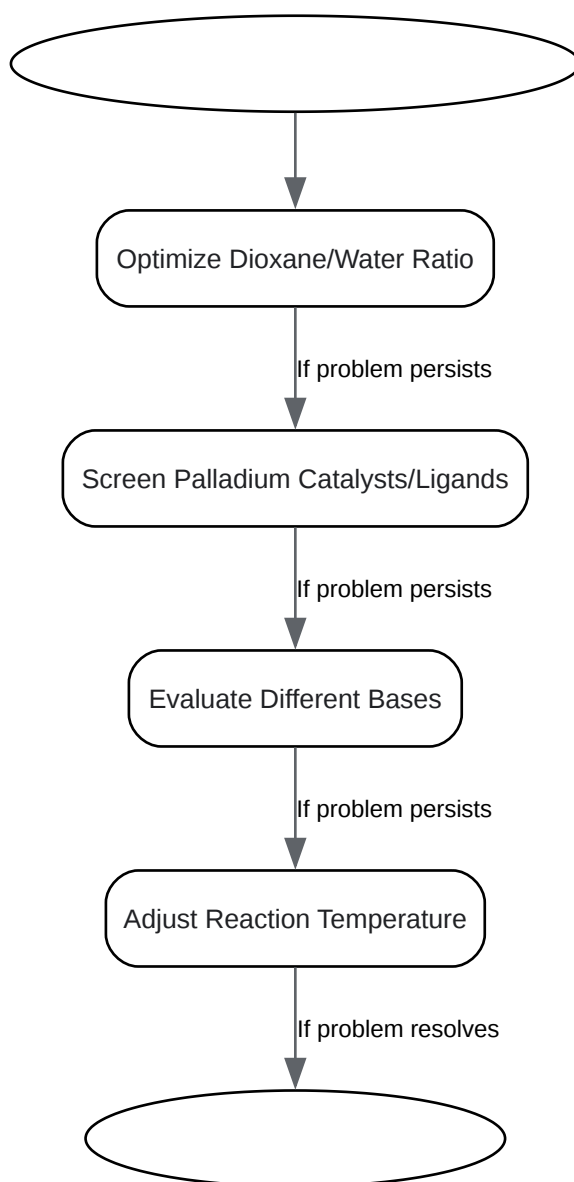 Optimize Dioxane/Water Ratio
If problem persists
Screen Palladium Catalysts/Ligands
If problem persists
Evaluate Different Bases
If problem persists
Adjust Reaction Temperature
If problem resolves